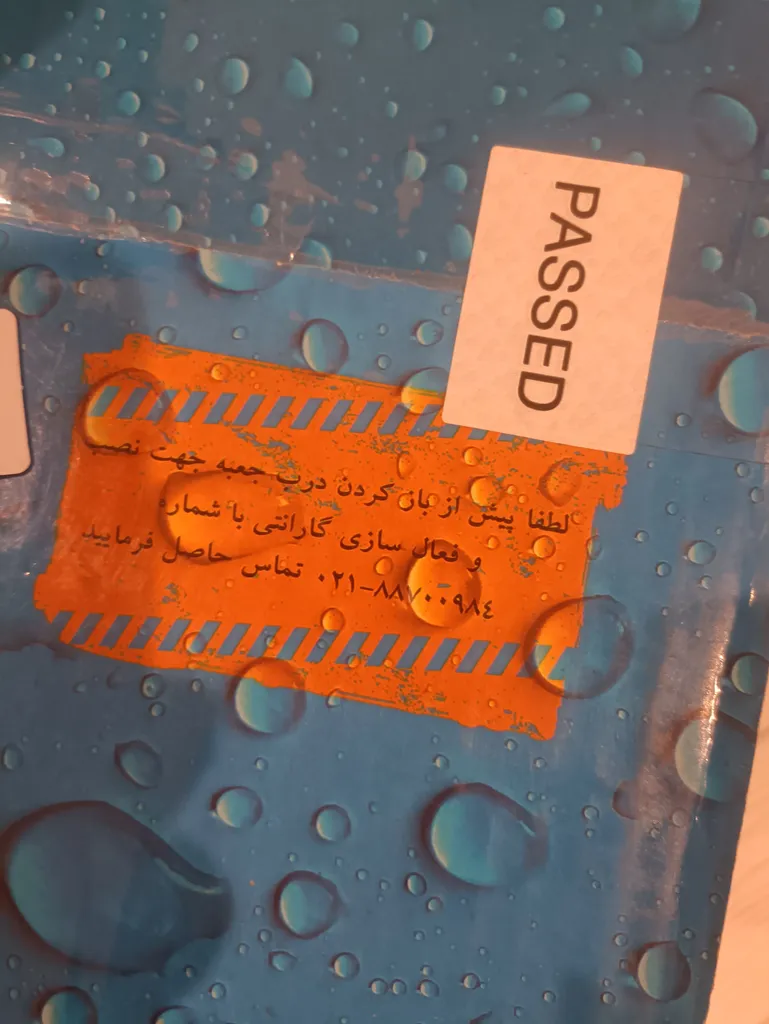 PASSED
لطفا پیش از باز کردن درب جعبه جهت نصب
و فعال سازی گارانتی با شماره
۰۲۱-۸۸۷۰۰۹۸٤ تماس حاصل فرمایید